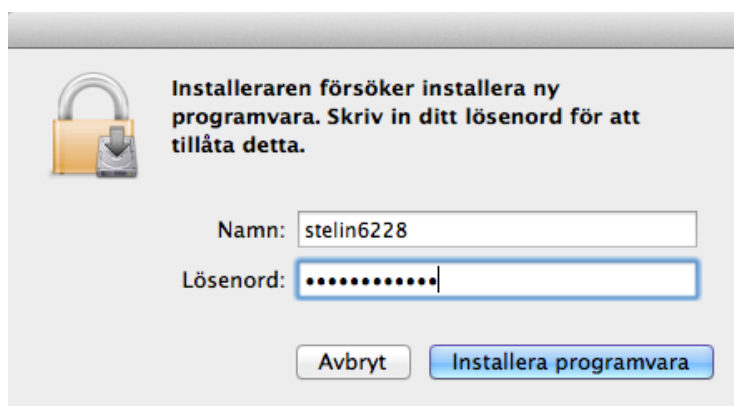 Installeraren försöker installera ny
programvara. Skriv in ditt lösenord för att
tillåta detta.
Namn: stelin6228
Lösenord: ••••••••••••
Avbryt Installera programvara